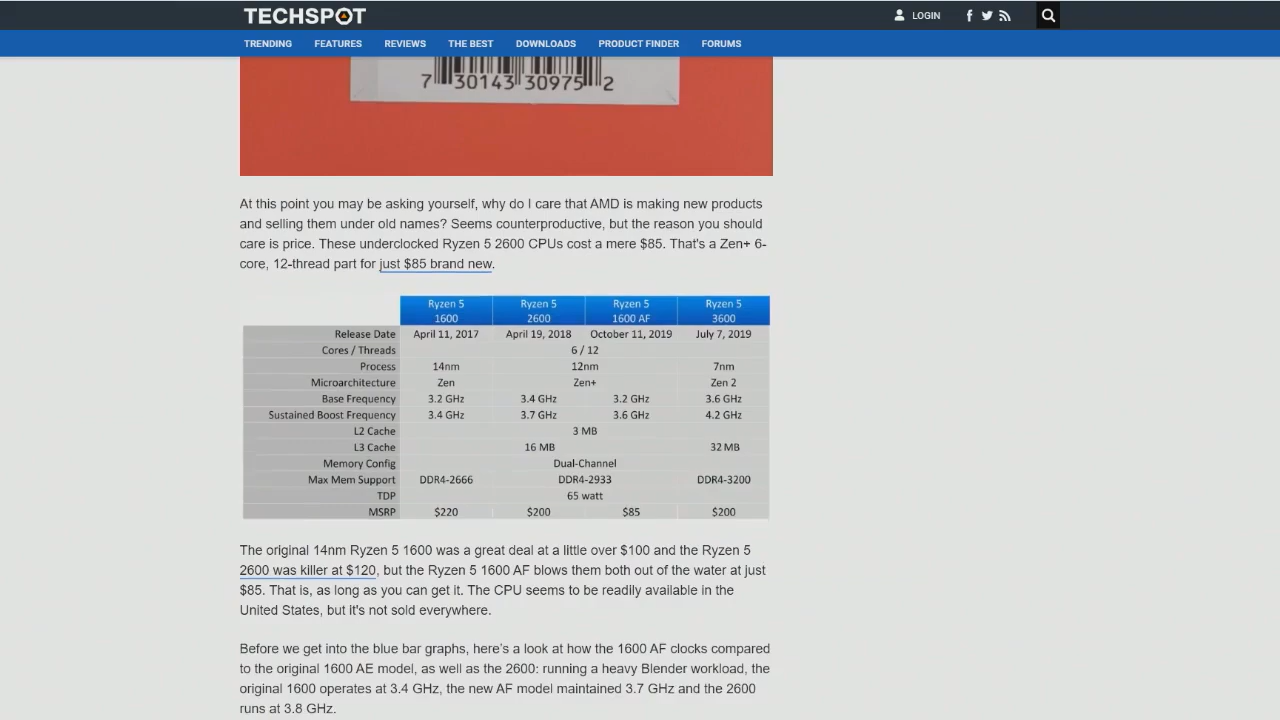 TECHSPOT
LOGIN
TRENDING FEATURES REVIEWS THE BEST DOWNLOADS PRODUCT FINDER FORUMS
7 30143 30975 2
At this point you may be asking yourself, why do I care that AMD is making new products
and selling them under old names? Seems counterproductive, but the reason you should
care is price. These underclocked Ryzen 5 2600 CPUs cost a mere $85. That's a Zen+ 6-
core, 12-thread part for just $85 brand new.
Ryzen 5 Ryzen 5 Ryzen 5 Ryzen 5
1600 2600 1600 AF 3600
Release Date April 11, 2017 April 19, 2018 October 11, 2019 July 7, 2019
Cores / Threads 6 / 12
Process 14nm 12nm 7nm
Microarchitecture Zen Zen+ Zen 2
Base Frequency 3.2 GHz 3.4 GHz 3.2 GHz 3.6 GHz
Sustained Boost Frequency 3.4 GHz 3.7 GHz 3.6 GHz 4.2 GHz
L2 Cache 3 MB
L3 Cache 16 MB 32 MB
Memory Config Dual-Channel
Max Mem Support DDR4-2666 DDR4-2933 DDR4-3200
TDP 65 watt
MSRP $220 $200 $85 $200
The original 14nm Ryzen 5 1600 was a great deal at a little over $100 and the Ryzen 5
2600 was killer at $120, but the Ryzen 5 1600 AF blows them both out of the water at just
$85. That is, as long as you can get it. The CPU seems to be readily available in the
United States, but it's not sold everywhere.
Before we get into the blue bar graphs, here's a look at how the 1600 AF clocks compared
to the original 1600 AE model, as well as the 2600: running a heavy Blender workload, the
original 1600 operates at 3.4 GHz, the new AF model maintained 3.7 GHz and the 2600
runs at 3.8 GHz.